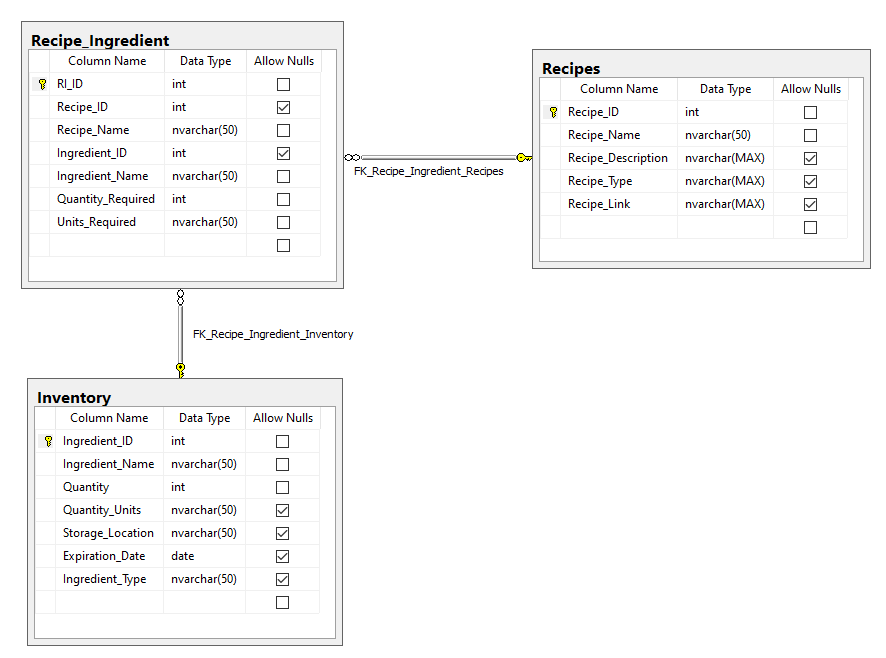 Recipe_Ingredient
Column Name Data Type Allow Nulls
RI_ID int
Recipe_ID int
Recipe_Name nvarchar(50)
Ingredient_ID int
Ingredient_Name nvarchar(50)
Quantity_Required int
Units_Required nvarchar(50)
FK_Recipe_Ingredient_Recipes
Recipes
Column Name Data Type Allow Nulls
Recipe_ID int
Recipe_Name nvarchar(50)
Recipe_Description nvarchar(MAX)
Recipe_Type nvarchar(MAX)
Recipe_Link nvarchar(MAX)
FK_Recipe_Ingredient_Inventory
Inventory
Column Name Data Type Allow Nulls
Ingredient_ID int
Ingredient_Name nvarchar(50)
Quantity int
Quantity_Units nvarchar(50)
Storage_Location nvarchar(50)
Expiration_Date date
Ingredient_Type nvarchar(50)